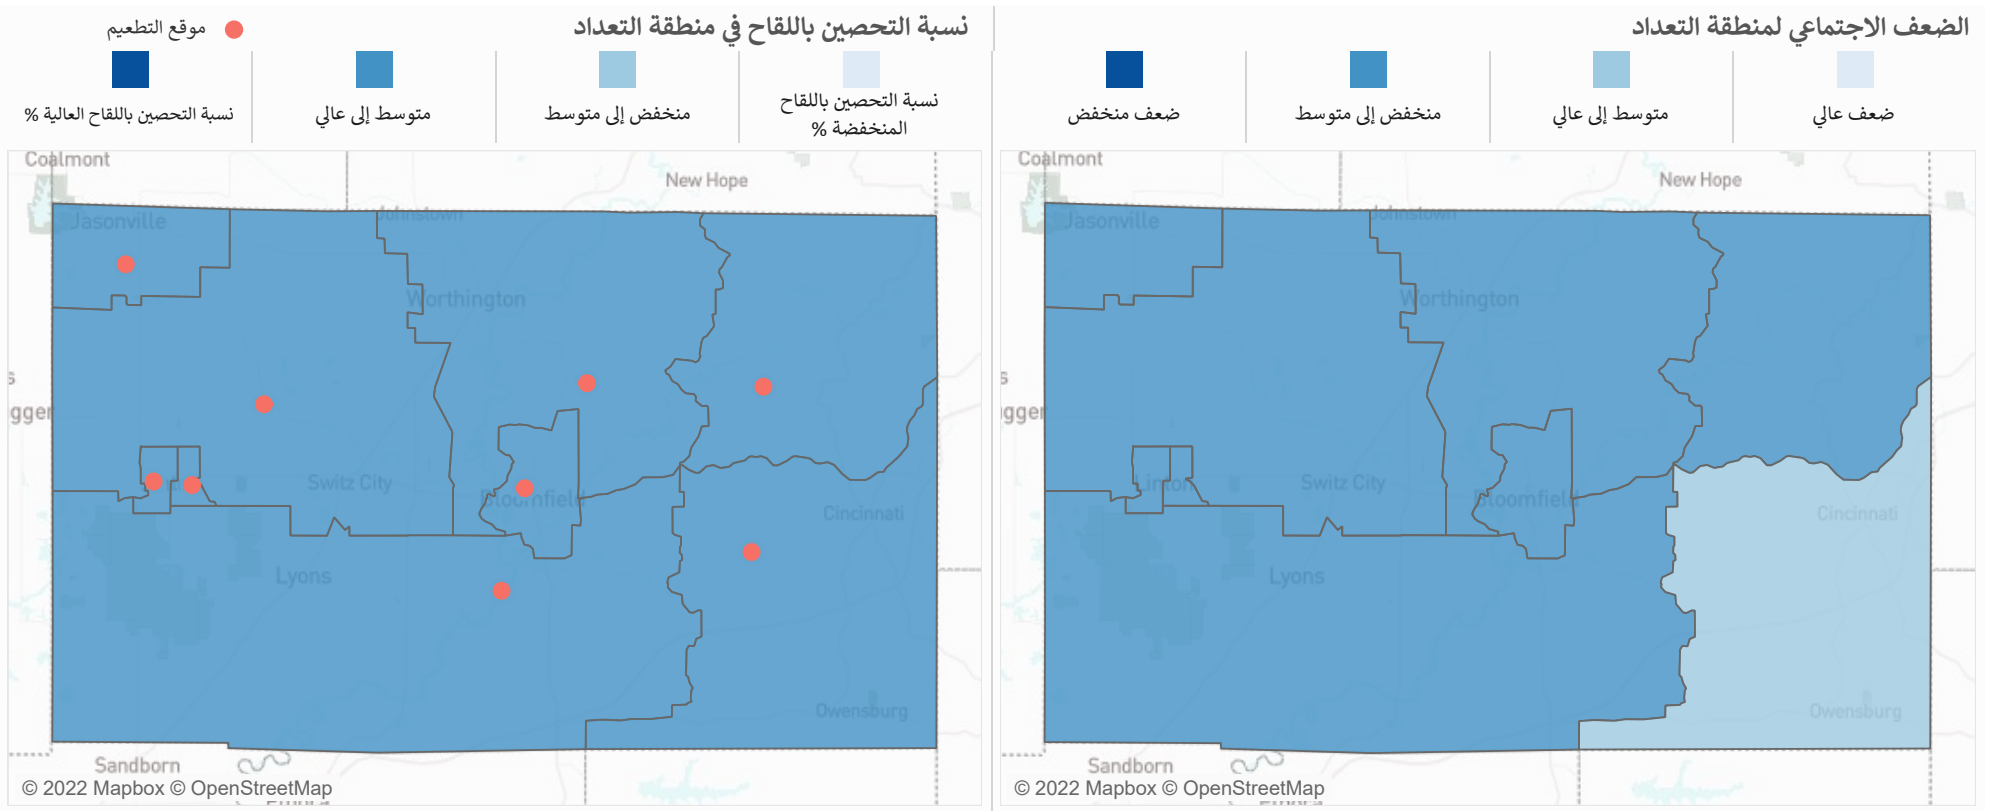 الضعف الاجتماعي لمنطقة التعداد
ضعف عالي
متوسط إلى عالي
منخفض إلى متوسط
ضعف منخفض
Coalmont
New Hope
Johnstown
Jasonville
Worthington
gger
Linton
Switz City
Bloomfield
Cincinnati
Lyons
Owensburg
Sandborn
© 2022 Mapbox © OpenStreetMap
نسبة التحصين باللقاح في منطقة التعداد
موقع التطعيم
نسبة التحصين باللقاح
المنخفضة %
منخفض إلى متوسط
متوسط إلى عالي
نسبة التحصين باللقاح العالية %
Coalmont
New Hope
Johnstown
Jasonville
Worthington
gger
Switz City
Bloomfield
Cincinnati
Lyons
Owensburg
Sandborn
© 2022 Mapbox © OpenStreetMap